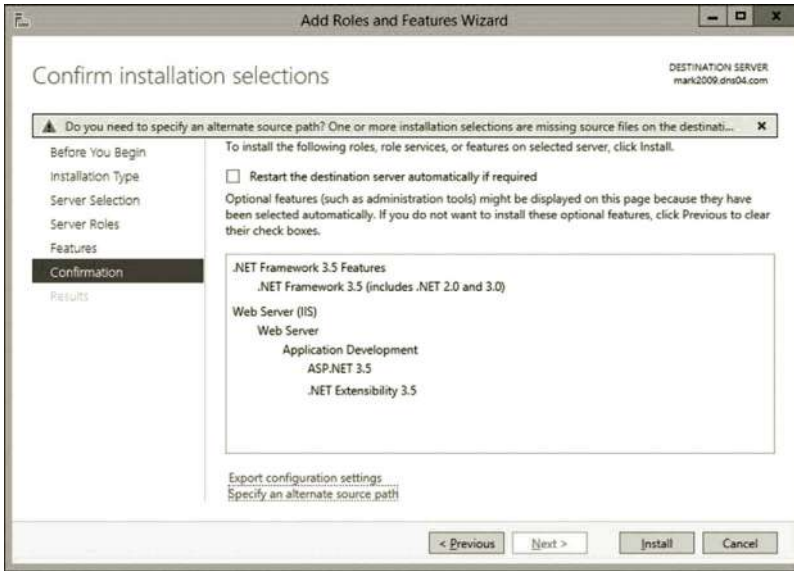 Add Roles and Features Wizard
Confirm installation selections
DESTINATION SERVER
mark2009.dns04.com
Do you need to specify an alternate source path? One or more installation selections are missing source files on the destinati...
Before You Begin
Installation Type
Server Selection
Server Roles
Features
Confirmation
Results
To install the following roles, role services, or features on selected server, click Install.
Restart the destination server automatically if required
Optional features (such as administration tools) might be displayed on this page because they have
been selected automatically. If you do not want to install these optional features, click Previous to clear
their check boxes.
.NET Framework 3.5 Features
.NET Framework 3.5 (includes .NET 2.0 and 3.0)
Web Server (IIS)
Web Server
Application Development
ASP.NET 3.5
.NET Extensibility 3.5
Export configuration settings
Specify an alternate source path
< Previous
Next >
Install
Cancel